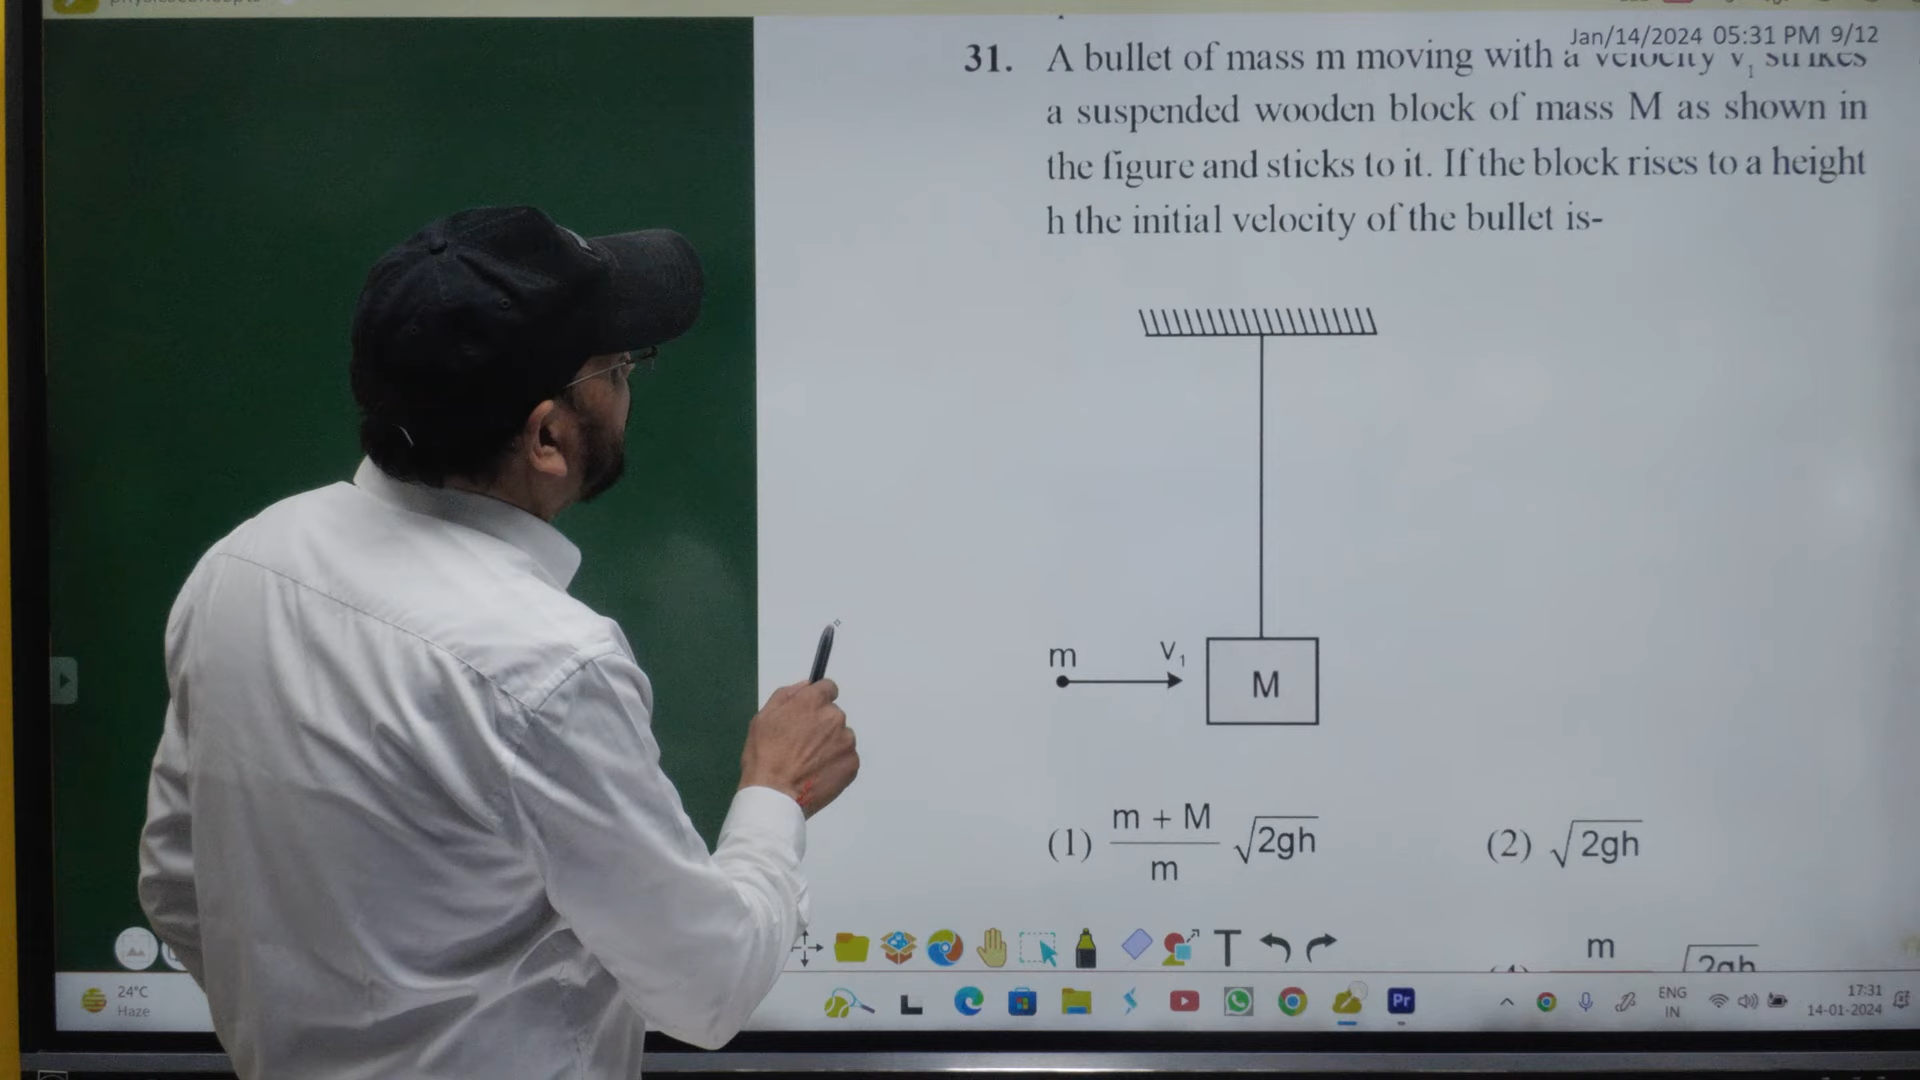 Jan/14/2024 05:31 PM 9/12
31. A bullet of mass m moving with a velocity v₁ strikes
a suspended wooden block of mass M as shown in
the figure and sticks to it. If the block rises to a height
h the initial velocity of the bullet is-
m
V₁
M
(1) m + M / m √2gh
(2) √2gh
m √2gh
T
Pr
24°C
Haze
ENG
IN
17:31
14-01-2024